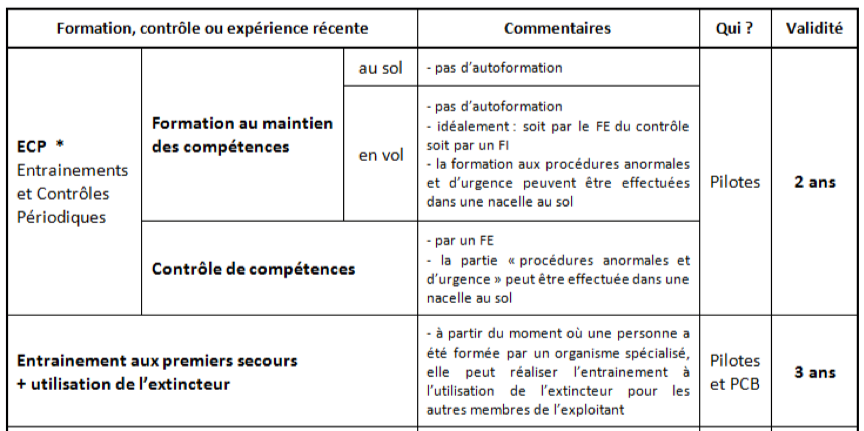 Formation, contrôle ou expérience récente
Commentaires
Qui ?
Validité
ECP *
Entrainements
et Contrôles
Périodiques
Formation au maintien
des compétences
au sol
- pas d'autoformation
en vol
- pas d'autoformation
- idéalement : soit par le FE du contrôle
soit par un FI
- la formation aux procédures anormales
et d'urgence peuvent être effectuées
dans une nacelle au sol
Contrôle de compétences
- par un FE
- la partie « procédures anormales et
d'urgence » peut être effectuée dans une
nacelle au sol
Pilotes
2 ans
Entrainement aux premiers secours
+ utilisation de l'extincteur
- à partir du moment où une personne a
été formée par un organisme spécialisé,
elle peut réaliser l'entrainement à
l'utilisation de l'extincteur pour les
autres membres de l'exploitant
Pilotes
et PCB
3 ans